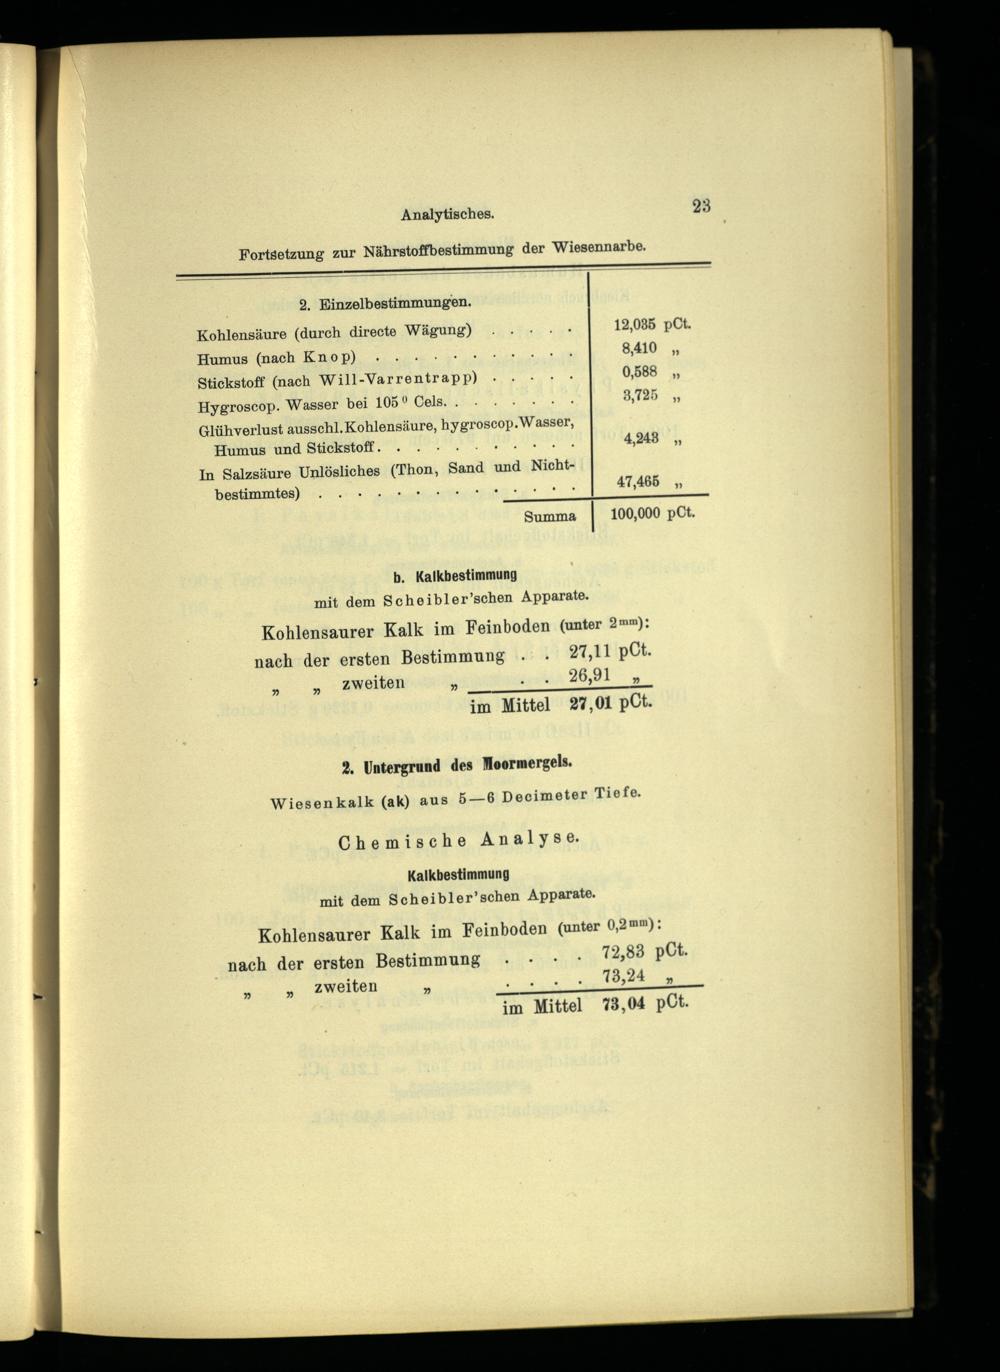 Analytisches. 23
Fortsetzung zur Nährstoffbestimmung der Wiesennarbe.
2. Einzelbestimmungen.
Kohlensäure (durch directe Wägung) . . . . . 12,035 pCt.
Humus (nach Knop) . . . . . . . . . . . 8,410 „
Stickstoff (nach Will-Varrentrapp) . . . . . 0,588 „
Hygroscop. Wasser bei 105⁰ Cels. . . . . . . . 3,725 „
Glühverlust ausschl. Kohlensäure, hygroscop. Wasser,
Humus und Stickstoff. . . . . . . . . . . 4,243 „
In Salzsäure Unlösliches (Thon, Sand und Nicht-
bestimmtes) . . . . . . . . . . . . . . 47,465 „
Summa 100,000 pCt.
b. Kalkbestimmung
mit dem Scheibler'schen Apparate.
Kohlensaurer Kalk im Feinboden (unter 2mm):
nach der ersten Bestimmung . . 27,11 pCt.
„ „ zweiten „ . . 26,91 „
im Mittel 27,01 pCt.
2. Untergrund des Moormergels.
Wiesenkalk (ak) aus 5—6 Decimeter Tiefe.
Chemische Analyse.
Kalkbestimmung
mit dem Scheibler'schen Apparate.
Kohlensaurer Kalk im Feinboden (unter 0,2mm):
nach der ersten Bestimmung . . . . 72,83 pCt.
„ „ zweiten „ . . . . 73,24 „
im Mittel 73,04 pCt.